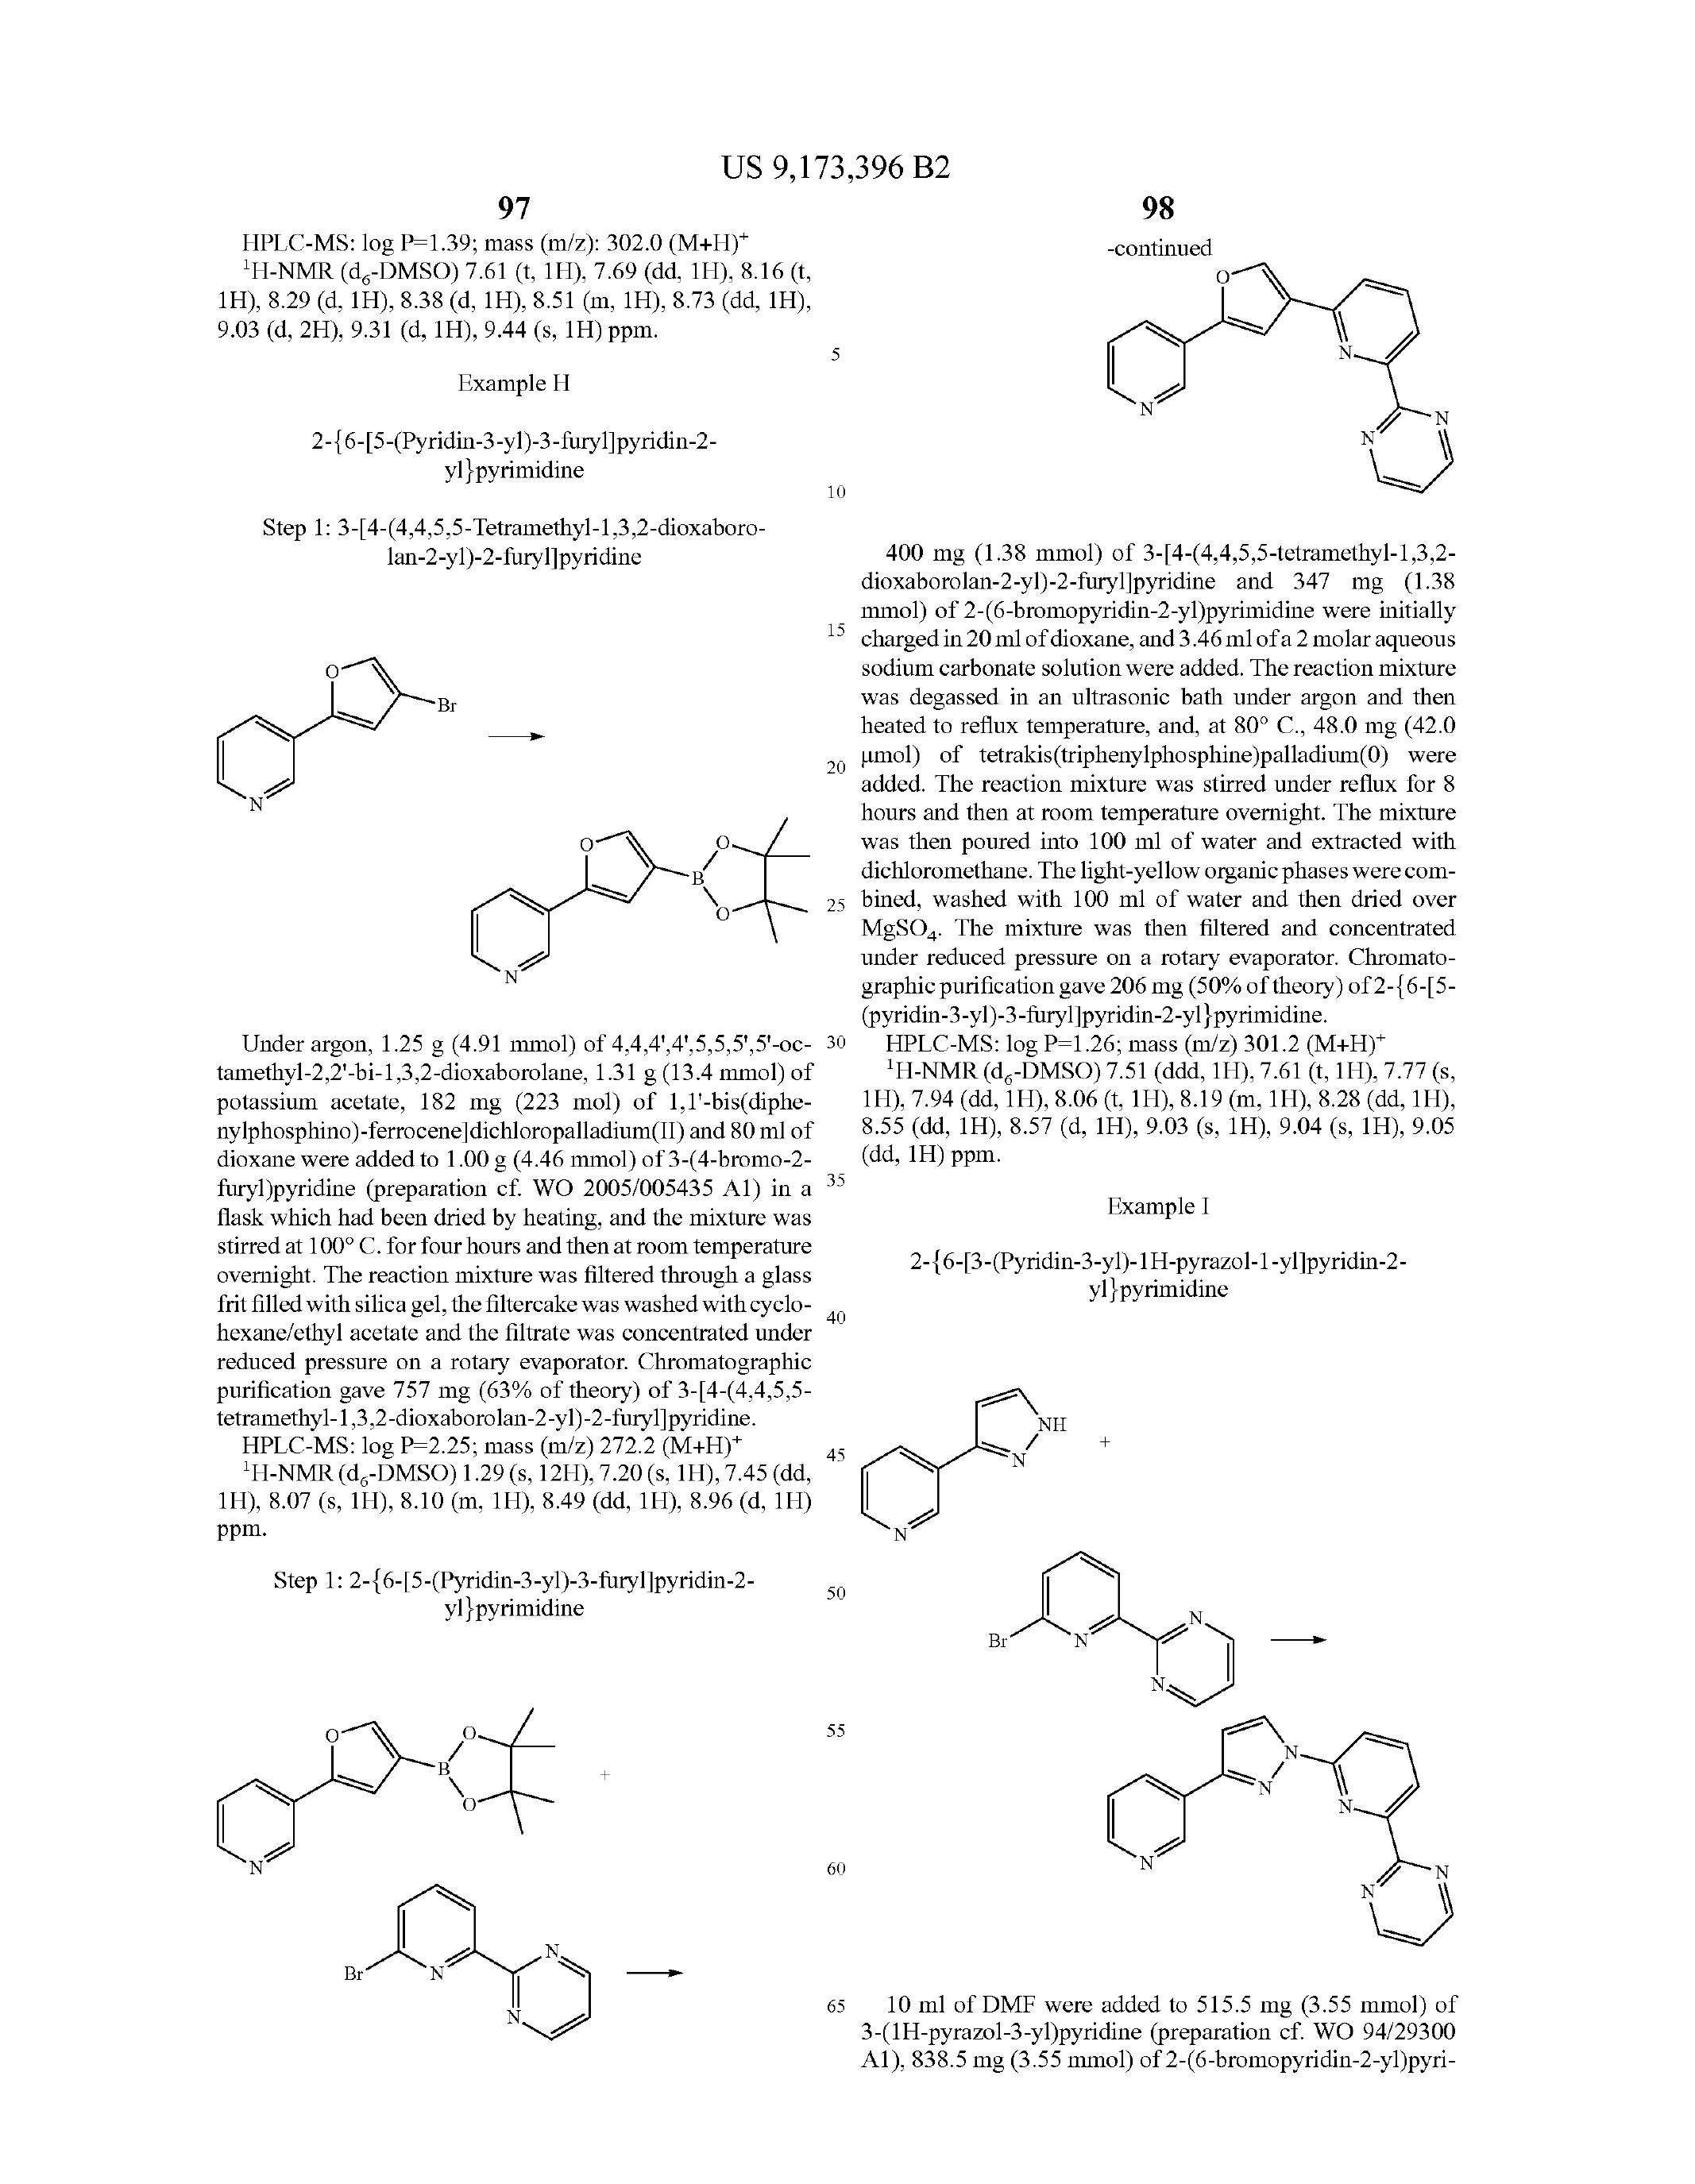 US 9,173,396 B2
97
HPLC-MS: log P=1.39; mass (m/z): 302.0 (M+H)⁺
¹H-NMR (d₆-DMSO) 7.61 (t, 1H), 7.69 (dd, 1H), 8.16 (t,
1H), 8.29 (d, 1H), 8.38 (d, 1H), 8.51 (m, 1H), 8.73 (dd, 1H),
9.03 (d, 2H), 9.31 (d, 1H), 9.44 (s, 1H) ppm.
Example H
2-{6-[5-(Pyridin-3-yl)-3-furyl]pyridin-2-
yl}pyrimidine
Step 1: 3-[4-(4,4,5,5-Tetramethyl-1,3,2-dioxaboro-
lan-2-yl)-2-furyl]pyridine
O
Br
N
O
O
B
O
N
Under argon, 1.25 g (4.91 mmol) of 4,4,4',4',5,5,5',5'-oc-
tamethyl-2,2'-bi-1,3,2-dioxaborolane, 1.31 g (13.4 mmol) of
potassium acetate, 182 mg (223 mol) of 1,1'-bis(diphe-
nylphosphino)-ferrocene]dichloropalladium(II) and 80 ml of
dioxane were added to 1.00 g (4.46 mmol) of 3-(4-bromo-2-
furyl)pyridine (preparation cf. WO 2005/005435 A1) in a
flask which had been dried by heating, and the mixture was
stirred at 100° C. for four hours and then at room temperature
overnight. The reaction mixture was filtered through a glass
frit filled with silica gel, the filtercake was washed with cyclo-
hexane/ethyl acetate and the filtrate was concentrated under
reduced pressure on a rotary evaporator. Chromatographic
purification gave 757 mg (63% of theory) of 3-[4-(4,4,5,5-
tetramethyl-1,3,2-dioxaborolan-2-yl)-2-furyl]pyridine.
HPLC-MS: log P=2.25; mass (m/z) 272.2 (M+H)⁺
¹H-NMR (d₆-DMSO) 1.29 (s, 12H), 7.20 (s, 1H), 7.45 (dd,
1H), 8.07 (s, 1H), 8.10 (m, 1H), 8.49 (dd, 1H), 8.96 (d, 1H)
ppm.
Step 1: 2-{6-[5-(Pyridin-3-yl)-3-furyl]pyridin-2-
yl}pyrimidine
O
O
B
O
+
N
N
Br
N
N
5
10
15
20
25
30
35
40
45
50
55
60
65
98
-continued
O
N
N
N
N
400 mg (1.38 mmol) of 3-[4-(4,4,5,5-tetramethyl-1,3,2-
dioxaborolan-2-yl)-2-furyl]pyridine and 347 mg (1.38
mmol) of 2-(6-bromopyridin-2-yl)pyrimidine were initially
charged in 20 ml of dioxane, and 3.46 ml of a 2 molar aqueous
sodium carbonate solution were added. The reaction mixture
was degassed in an ultrasonic bath under argon and then
heated to reflux temperature, and, at 80° C., 48.0 mg (42.0
μmol) of tetrakis(triphenylphosphine)palladium(0) were
added. The reaction mixture was stirred under reflux for 8
hours and then at room temperature overnight. The mixture
was then poured into 100 ml of water and extracted with
dichloromethane. The light-yellow organic phases were com-
bined, washed with 100 ml of water and then dried over
MgSO₄. The mixture was then filtered and concentrated
under reduced pressure on a rotary evaporator. Chromato-
graphic purification gave 206 mg (50% of theory) of 2-{6-[5-
(pyridin-3-yl)-3-furyl]pyridin-2-yl}pyrimidine.
HPLC-MS: log P=1.26; mass (m/z) 301.2 (M+H)⁺
¹H-NMR (d₆-DMSO) 7.51 (ddd, 1H), 7.61 (t, 1H), 7.77 (s,
1H), 7.94 (dd, 1H), 8.06 (t, 1H), 8.19 (m, 1H), 8.28 (dd, 1H),
8.55 (dd, 1H), 8.57 (d, 1H), 9.03 (s, 1H), 9.04 (s, 1H), 9.05
(dd, 1H) ppm.
Example I
2-{6-[3-(Pyridin-3-yl)-1H-pyrazol-1-yl]pyridin-2-
yl}pyrimidine
NH
+
N
N
N
Br
N
N
N
N
N
N
N
N
10 ml of DMF were added to 515.5 mg (3.55 mmol) of
3-(1H-pyrazol-3-yl)pyridine (preparation cf. WO 94/29300
A1), 838.5 mg (3.55 mmol) of 2-(6-bromopyridin-2-yl)pyri-